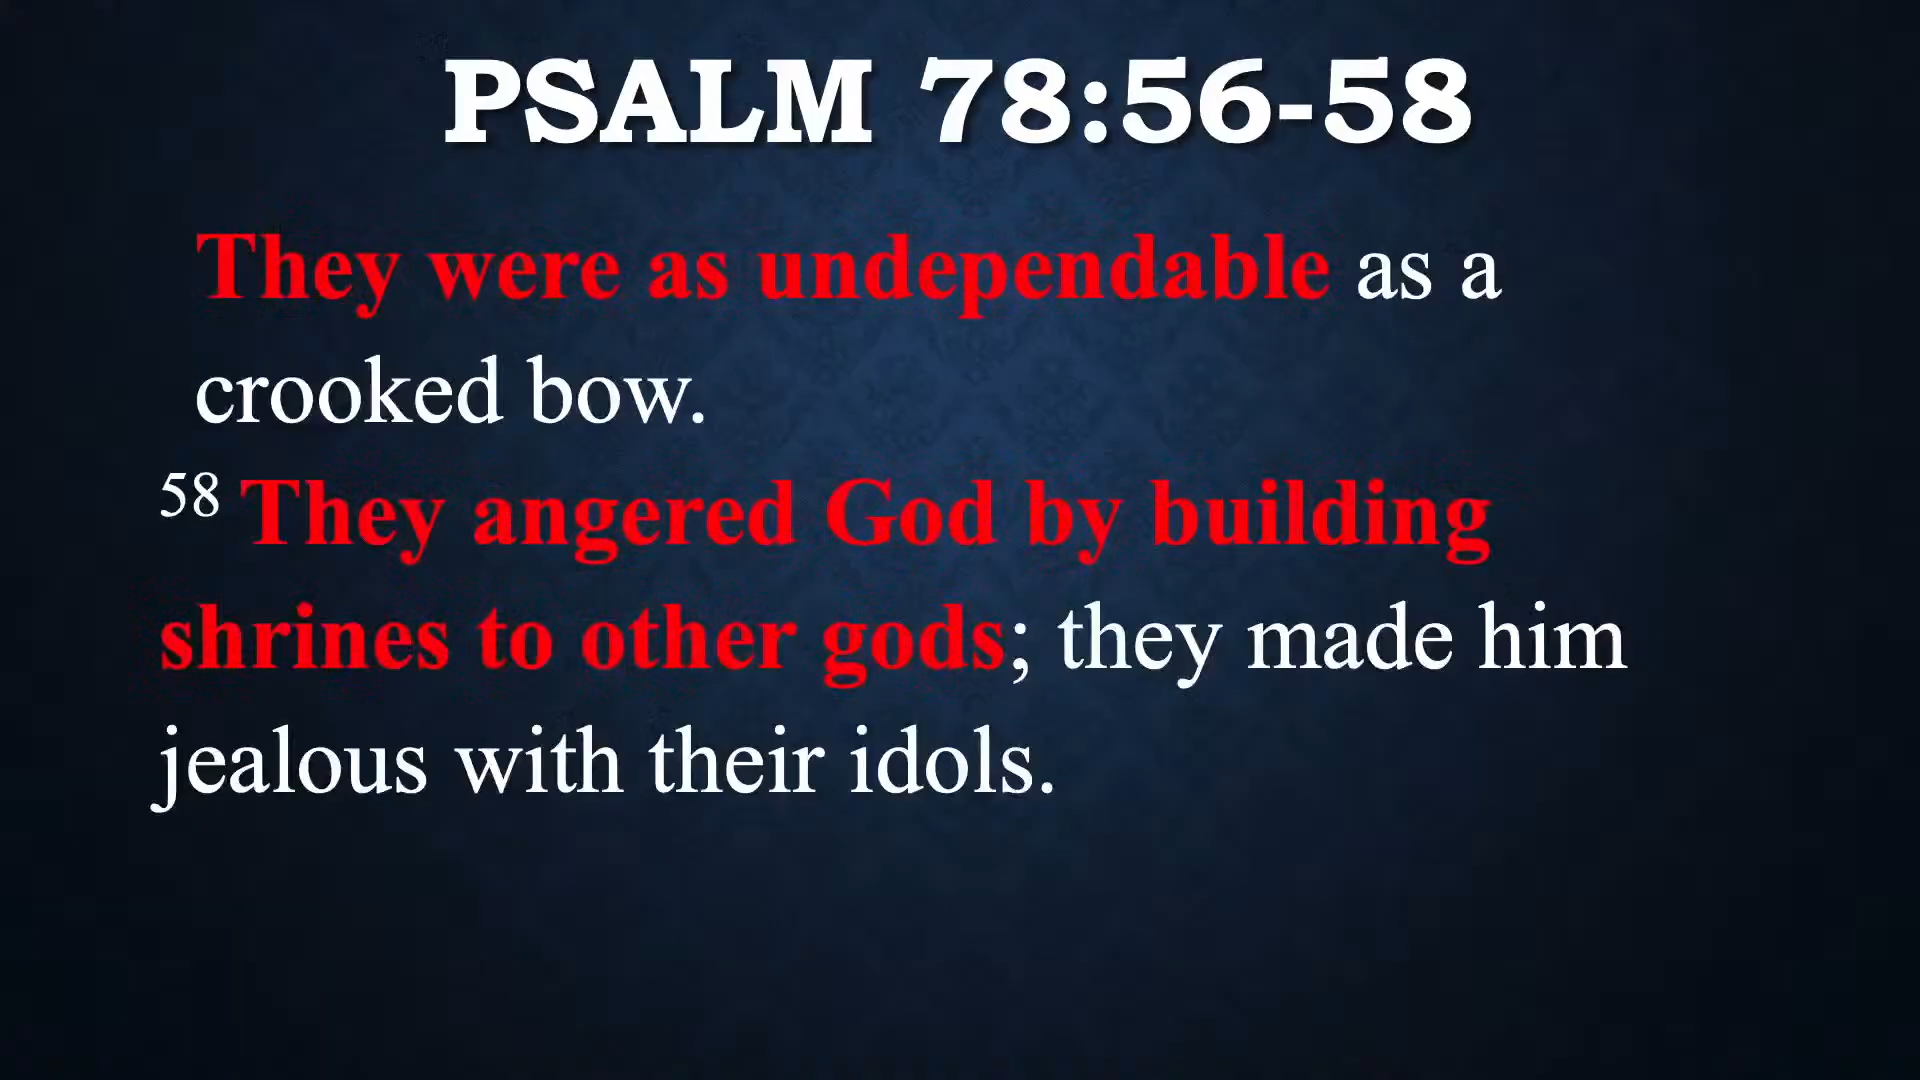 PSALM 78:56-58
They were as undependable as a
crooked bow.
58 They angered God by building
shrines to other gods; they made him
jealous with their idols.